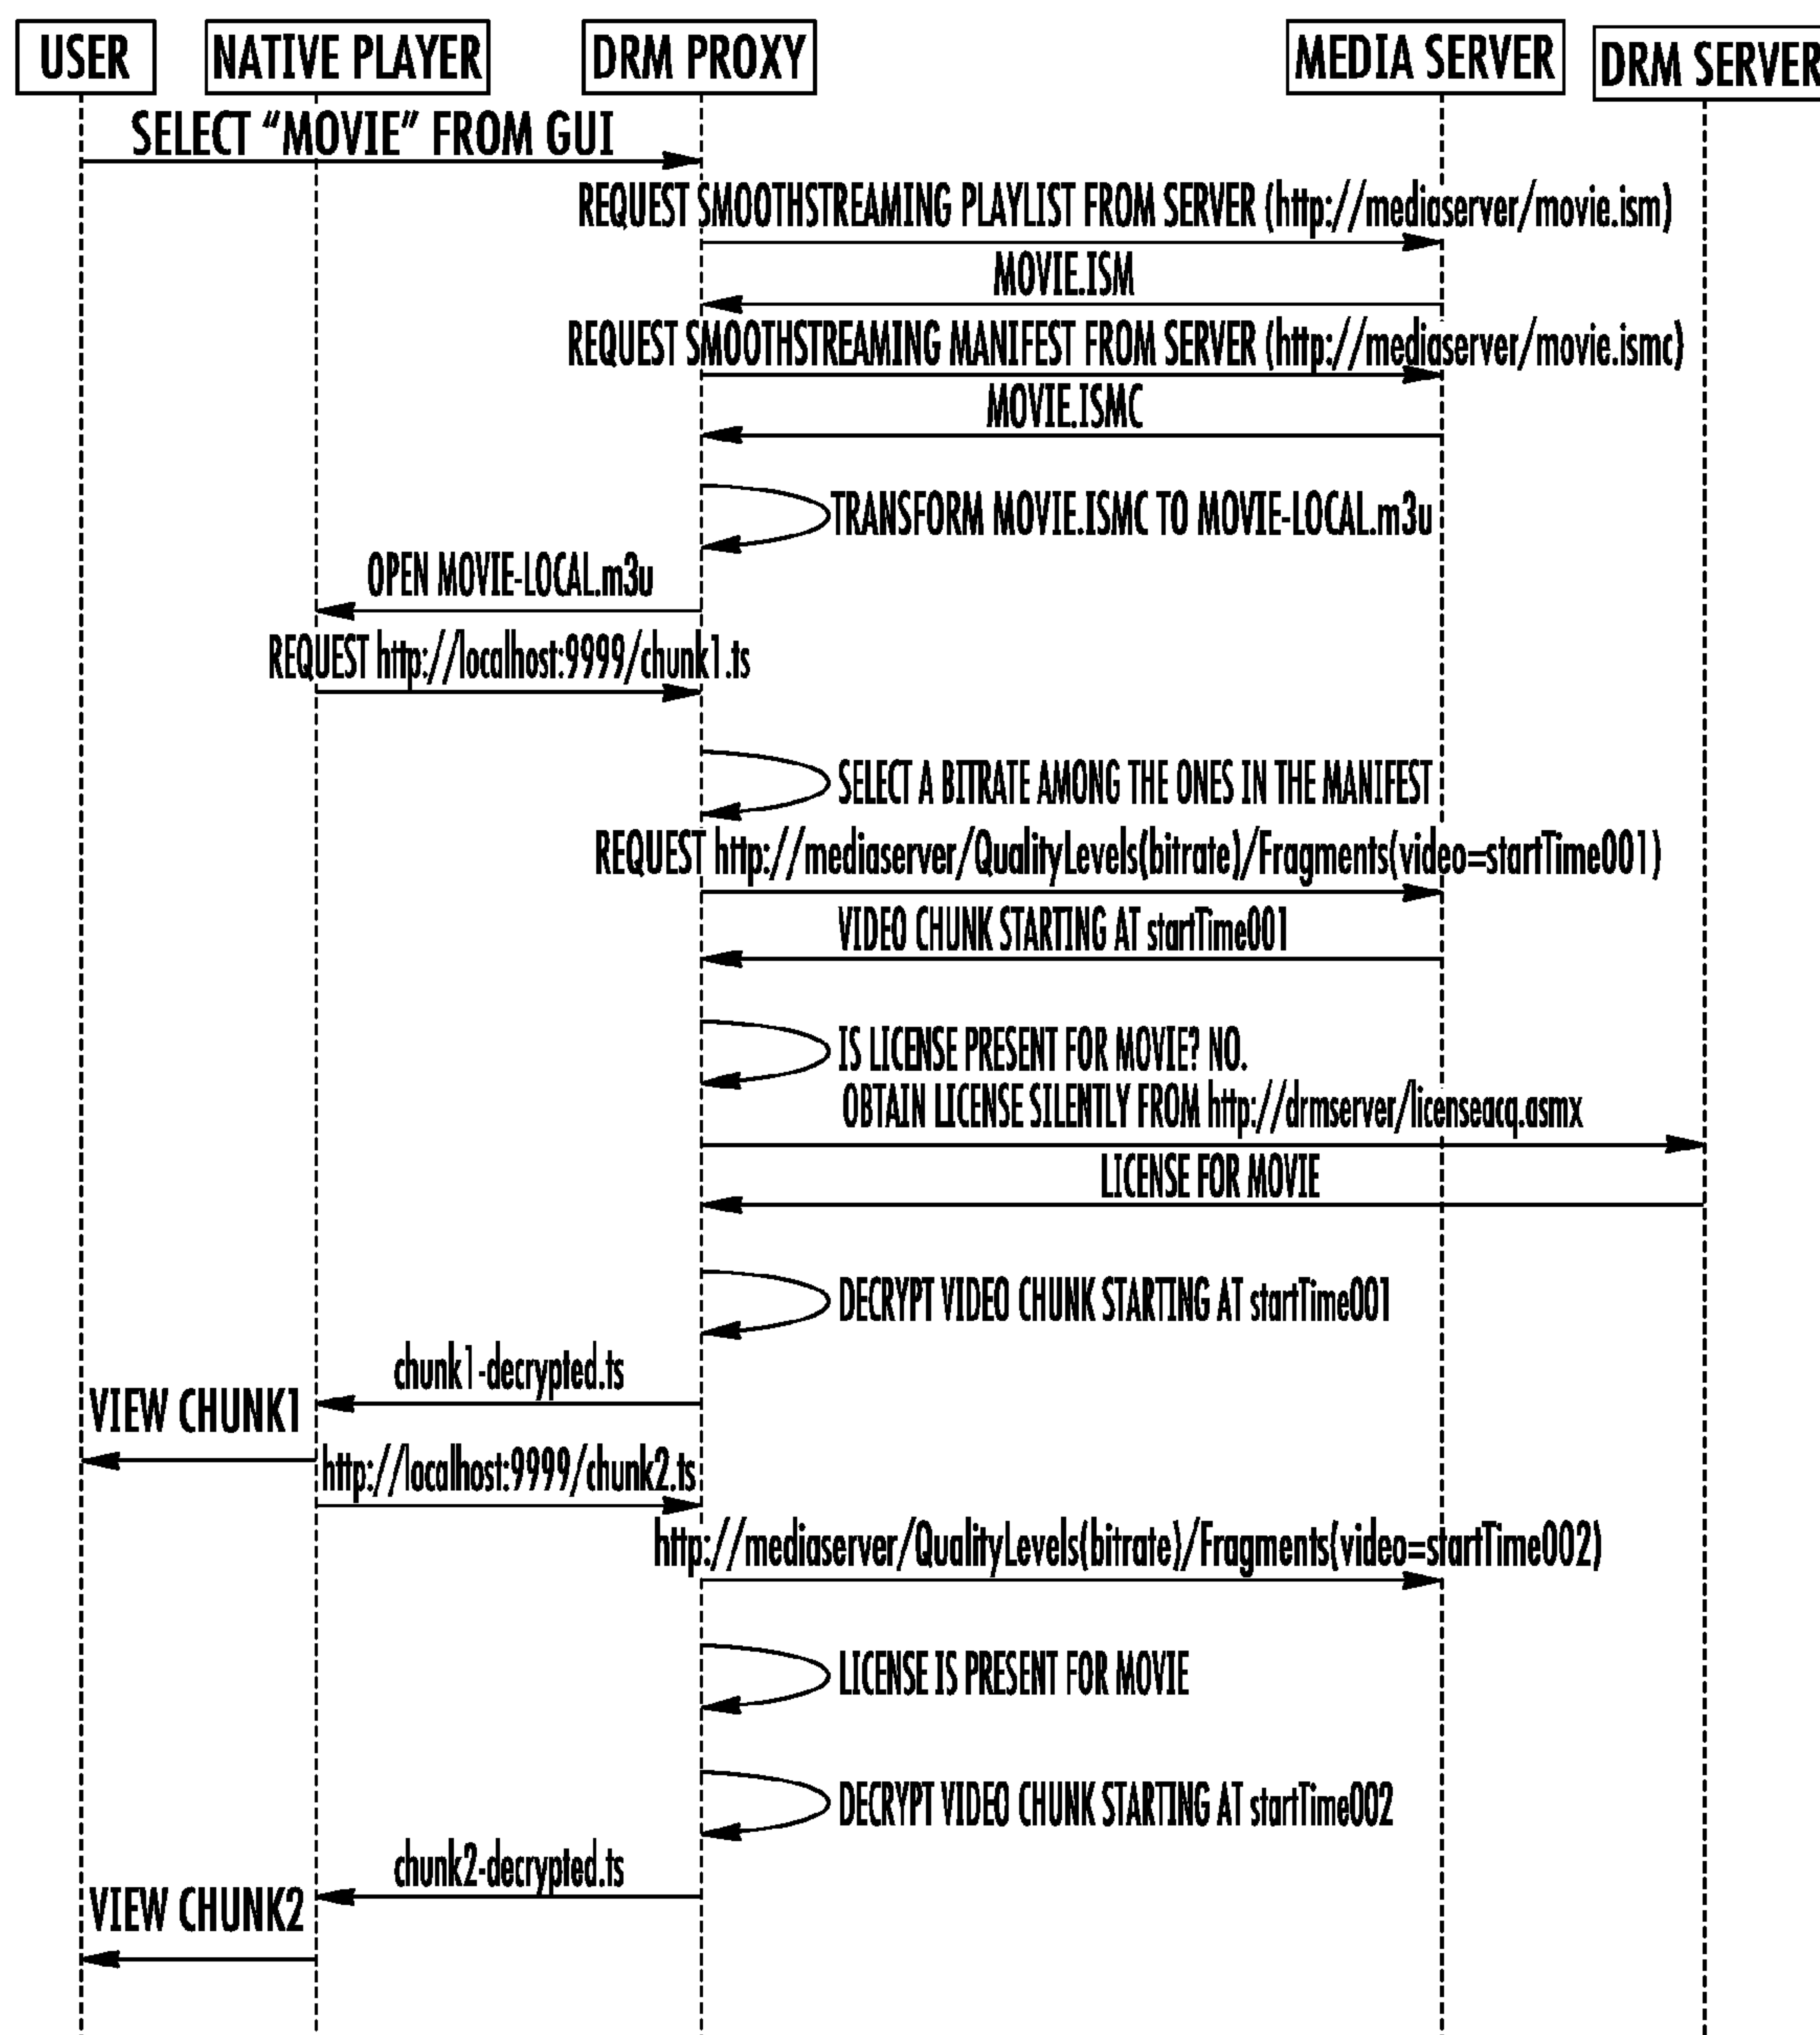 USER
NATIVE PLAYER
DRM PROXY
MEDIA SERVER
DRM SERVER
SELECT “MOVIE” FROM GUI
REQUEST SMOOTHSTREAMING PLAYLIST FROM SERVER (http://mediaserver/movie.ism)
MOVIE.ISM
REQUEST SMOOTHSTREAMING MANIFEST FROM SERVER (http://mediaserver/movie.ismc)
MOVIE.ISMC
TRANSFORM MOVIE.ISMC TO MOVIE-LOCAL.m3u
OPEN MOVIE-LOCAL.m3u
REQUEST http://localhost:9999/chunk1.ts
SELECT A BITRATE AMONG THE ONES IN THE MANIFEST
REQUEST http://mediaserver/QualityLevels(bitrate)/Fragments(video=startTime001)
VIDEO CHUNK STARTING AT startTime001
IS LICENSE PRESENT FOR MOVIE? NO.
OBTAIN LICENSE SILENTLY FROM http://drmserver/licenseacq.asmx
LICENSE FOR MOVIE
DECRYPT VIDEO CHUNK STARTING AT startTime001
chunk1-decrypted.ts
VIEW CHUNK1
http://localhost:9999/chunk2.ts
http://mediaserver/QualityLevels(bitrate)/Fragments(video=startTime002)
LICENSE IS PRESENT FOR MOVIE
DECRYPT VIDEO CHUNK STARTING AT startTime002
chunk2-decrypted.ts
VIEW CHUNK2